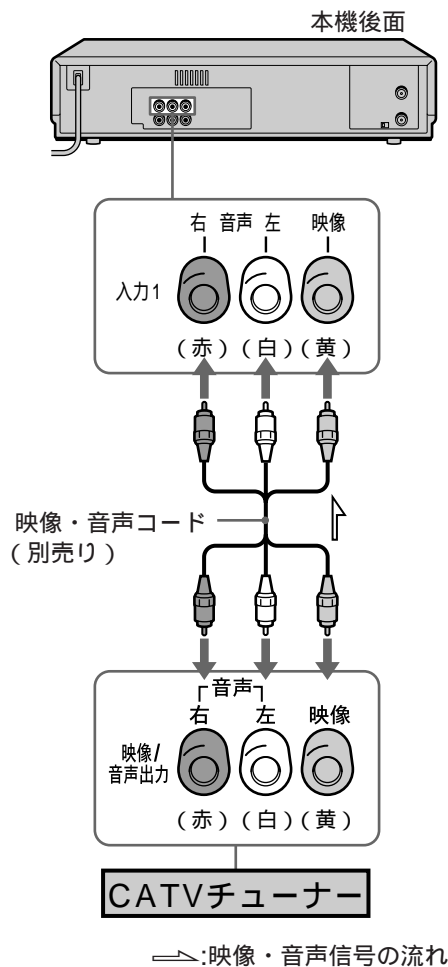 本機後面
右 音声 左 映像
入力1
（赤）（白）（黄）
映像・音声コード
（別売り）
音声
右 左 映像
映像/
音声出力
（赤）（白）（黄）
CATVチューナー
:映像・音声信号の流れ